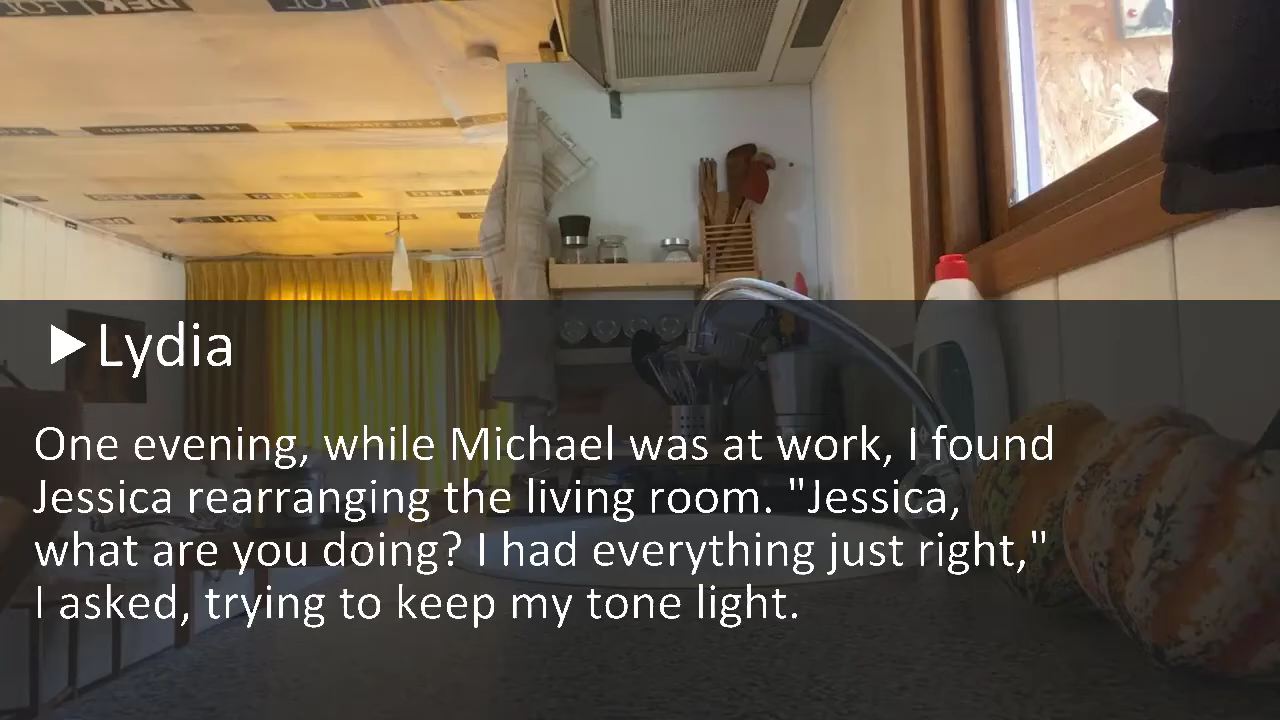 Lydia
One evening, while Michael was at work, I found
Jessica rearranging the living room. "Jessica,
what are you doing? I had everything just right,"
I asked, trying to keep my tone light.